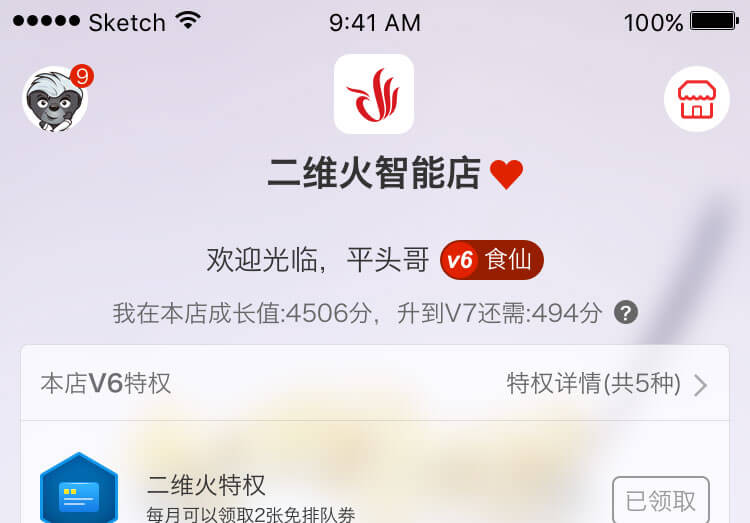 Sketch 9:41 AM 100%
9
二维火智能店
欢迎光临，平头哥 v6 食仙
我在本店成长值:4506分，升到V7还需:494分 ?
本店V6特权 特权详情(共5种)
二维火特权
每月可以领取2张免排队券
已领取